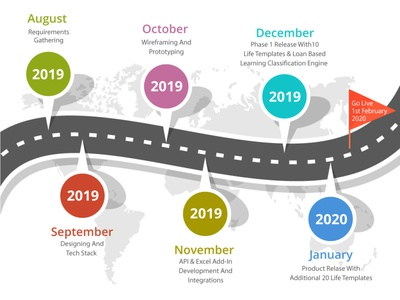 August
Requirements
Gathering
2019
October
Wireframing And
Prototyping
2019
December
Phase 1 Release With10
Life Templates & Loan Based
Learning Classification Engine
2019
Go Live
1st February
2020
2019
September
Designing And
Tech Stack
2019
November
API & Excel Add-In
Development And
Integrations
2020
January
Product Relase With
Additional 20 Life Templates